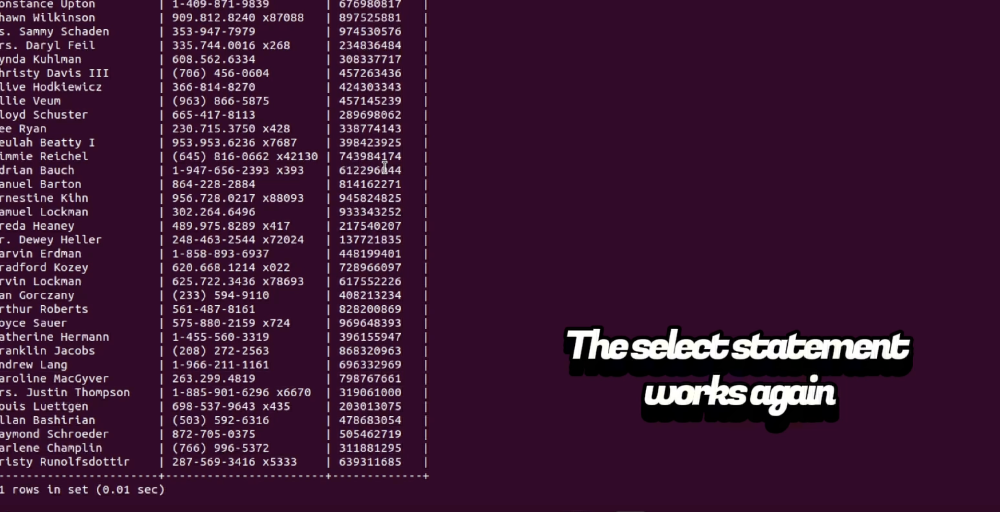 onstance Upton | 1-409-871-9839 | 676980817 |
hawn Wilkinson | 909.812.8240 x87088 | 897525881 |
s. Sammy Schaden | 353-947-7979 | 974530576 |
rs. Daryl Feil | 335.744.0016 x268 | 234836484 |
ynda Kuhlman | 608.562.6334 | 308337717 |
hristy Davis III | (706) 456-0604 | 457263436 |
live Hodkiewicz | 366-814-8270 | 424303343 |
llie Veum | (963) 866-5875 | 457145239 |
loyd Schuster | 665-417-8113 | 289698062 |
ee Ryan | 230.715.3750 x428 | 338774143 |
eulah Beatty I | 953.953.6236 x7687 | 398423925 |
immie Reichel | (645) 816-0662 x42130 | 743984174 |
drian Bauch | 1-947-656-2393 x393 | |
anuel Barton | 864-228-2884 | 814162271 |
rnestine Kihn | 956.728.0217 x88093 | 945824825 |
amuel Lockman | 302.264.6496 | 933343252 |
reda Heaney | 489.975.8289 x417 | 217540207 |
r. Dewey Heller | 248-463-2544 x72024 | 137721835 |
arvin Erdman | 1-858-893-6937 | 448199401 |
radford Kozey | 620.668.1214 x022 | 728966097 |
rvin Lockman | 625.722.3436 x78693 | 617552226 |
an Gorczany | (233) 594-9110 | 408213234 |
rthur Roberts | 561-487-8161 | 828200869 |
oyce Sauer | 575-880-2159 x724 | 969648393 |
atherine Hermann | 1-455-560-3319 | 396155947 |
ranklin Jacobs | (208) 272-2563 | 868320963 |
ndrew Lang | 1-966-211-1161 | 696332969 |
aroline MacGyver | 263.299.4819 | 798767661 |
rs. Justin Thompson | 1-885-901-6296 x6670 | 319061000 |
ouis Luettgen | 698-537-9643 x435 | 203013075 |
llan Bashirian | (503) 592-6316 | 478683054 |
aymond Schroeder | 872-705-0375 | 505462719 |
arlene Champlin | (766) 996-5372 | 311881295 |
risty Runolfsdottir | 287-569-3416 x5333 | 639311685 |
-----------------------+-----------------------+-------------+
1 rows in set (0.01 sec)
The select statement
works again